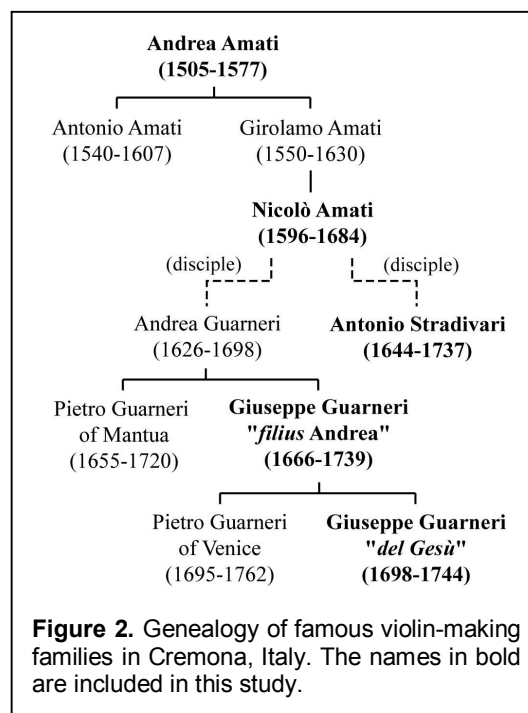 Andrea Amati
(1505-1577)
Antonio Amati
(1540-1607)
Girolamo Amati
(1550-1630)
Nicolò Amati
(1596-1684)
(disciple)
(disciple)
Andrea Guarneri
(1626-1698)
Antonio Stradivari
(1644-1737)
Pietro Guarneri
of Mantua
(1655-1720)
Giuseppe Guarneri
"filius Andrea"
(1666-1739)
Pietro Guarneri
of Venice
(1695-1762)
Giuseppe Guarneri
"del Gesù"
(1698-1744)
Figure 2. Genealogy of famous violin-making
families in Cremona, Italy. The names in bold
are included in this study.